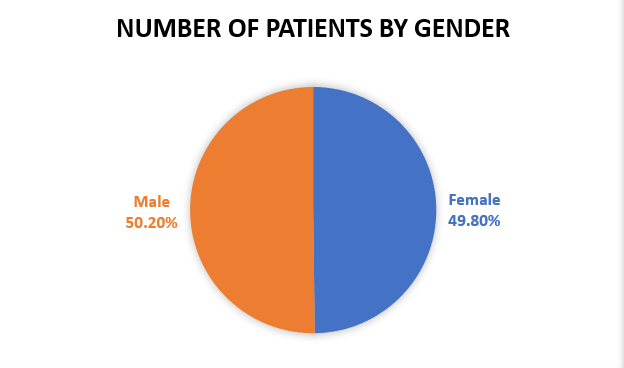 NUMBER OF PATIENTS BY GENDER
Male
50.20%
Female
49.80%